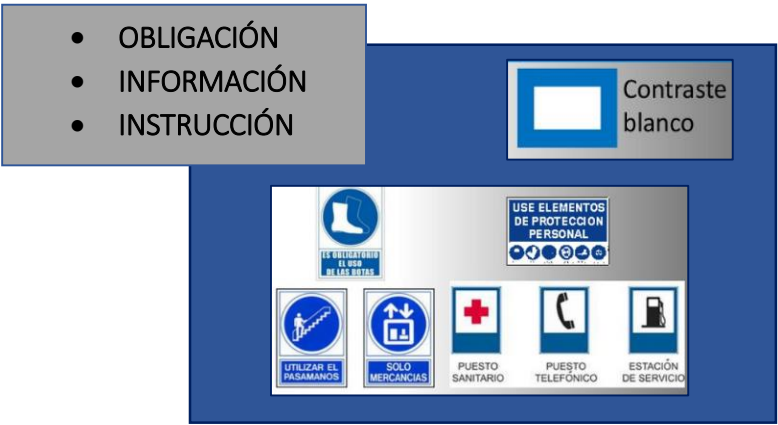 • OBLIGACIÓN
• INFORMACIÓN
• INSTRUCCIÓN
Contraste
blanco
ES OBLIGATORIO
EL USO
DE LAS BOTAS
USE ELEMENTOS
DE PROTECCION
PERSONAL
UTILIZAR EL
PASAMANOS
SOLO
MERCANCIAS
PUESTO
SANITARIO
PUESTO
TELEFÓNICO
ESTACIÓN
DE SERVICIO